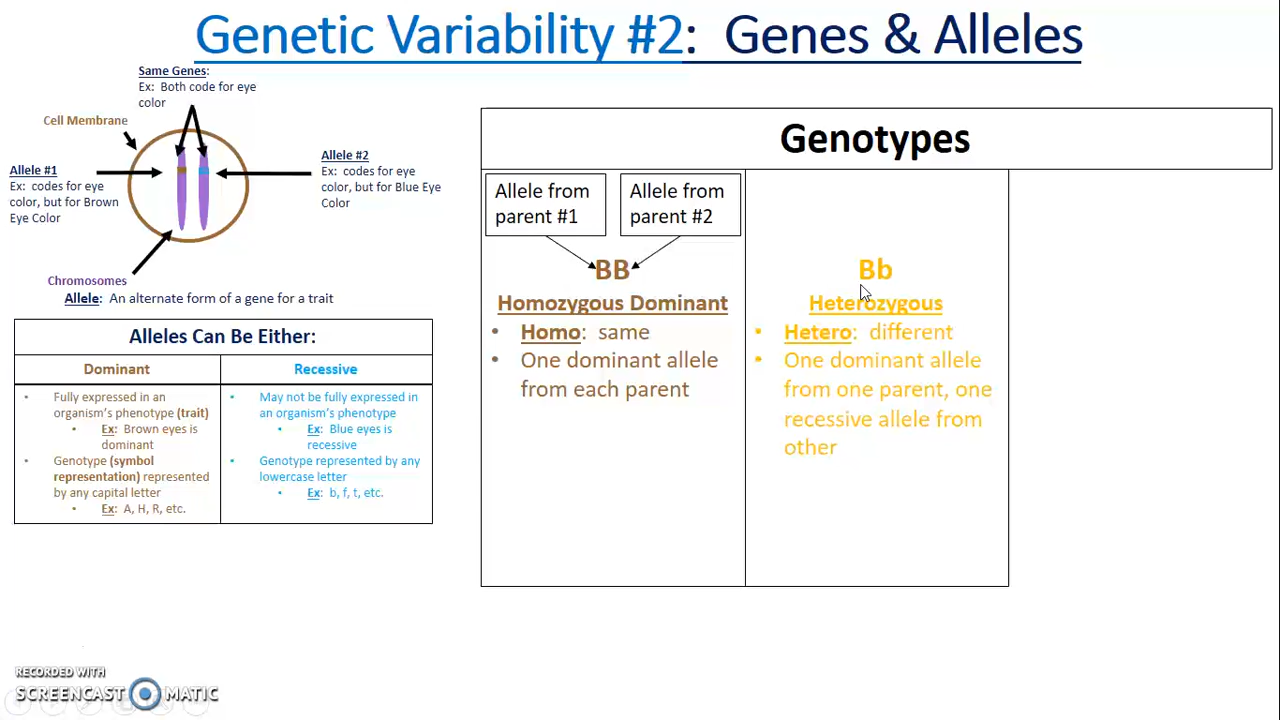 Genetic Variability #2:  Genes & Alleles
Same Genes:
Ex:  Both code for eye
color
Cell Membrane
Allele #1
Ex:  codes for eye
color, but for Brown
Eye Color
Allele #2
Ex:  codes for eye
color, but for Blue Eye
Color
Chromosomes
Allele:  An alternate form of a gene for a trait
Alleles Can Be Either:
Dominant
Fully expressed in an
organism's phenotype (trait)
Ex:  Brown eyes is
dominant
Genotype (symbol
representation) represented
by any capital letter
Ex:  A, H, R, etc.
Recessive
May not be fully expressed in
an organism's phenotype
Ex:  Blue eyes is
recessive
Genotype represented by any
lowercase letter
Ex:  b, f, t, etc.
Genotypes
Allele from
parent #1
Allele from
parent #2
BB
Homozygous Dominant
Homo:  same
One dominant allele
from each parent
Bb
Heterozygous
Hetero:  different
One dominant allele
from one parent, one
recessive allele from
other
RECORDED WITH
SCREENCAST MATIC